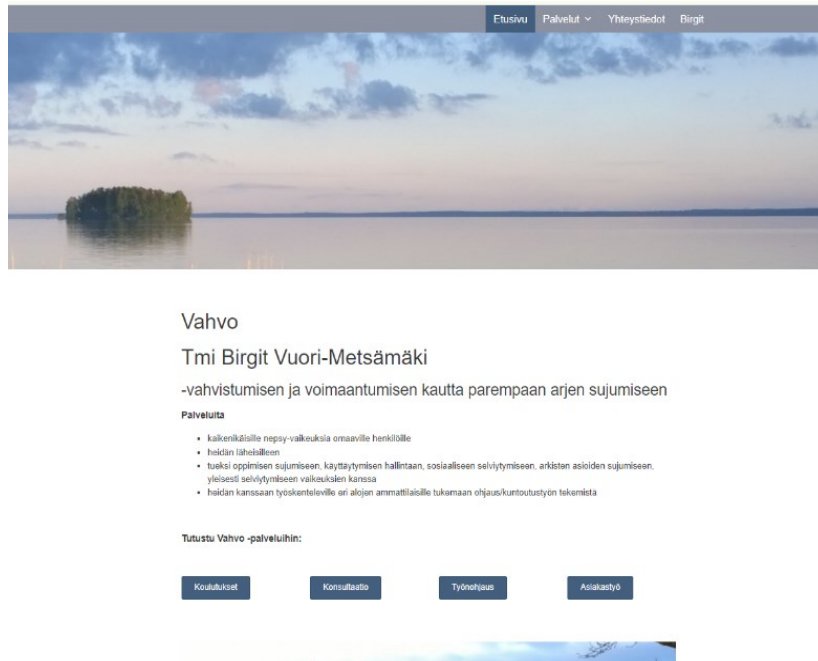 Etusivu Palvelut Yhteystiedot Birgit
Vahvo
Tmi Birgit Vuori-Metsämäki
-vahvistumisen ja voimaantumisen kautta parempaan arjen sujumiseen
Palveluita
• kaikenikäisille nepsy-vaikeuksia omaaville henkilöille
• heidän läheisilleen
• tueksi oppimisen sujumiseen, käyttäytymisen hallintaan, sosiaaliseen selviytymiseen, arkisten asioiden sujumiseen,
yleisesti selviytymiseen vaikeuksien kanssa
• heidän kanssaan työskenteleville eri alojen ammattilaisille tukemaan ohjaus/kuntoutustyön tekemistä
Tutustu Vahvo -palveluihin:
Koulutukset Konsultaatio Työnohjaus Asiakastyö